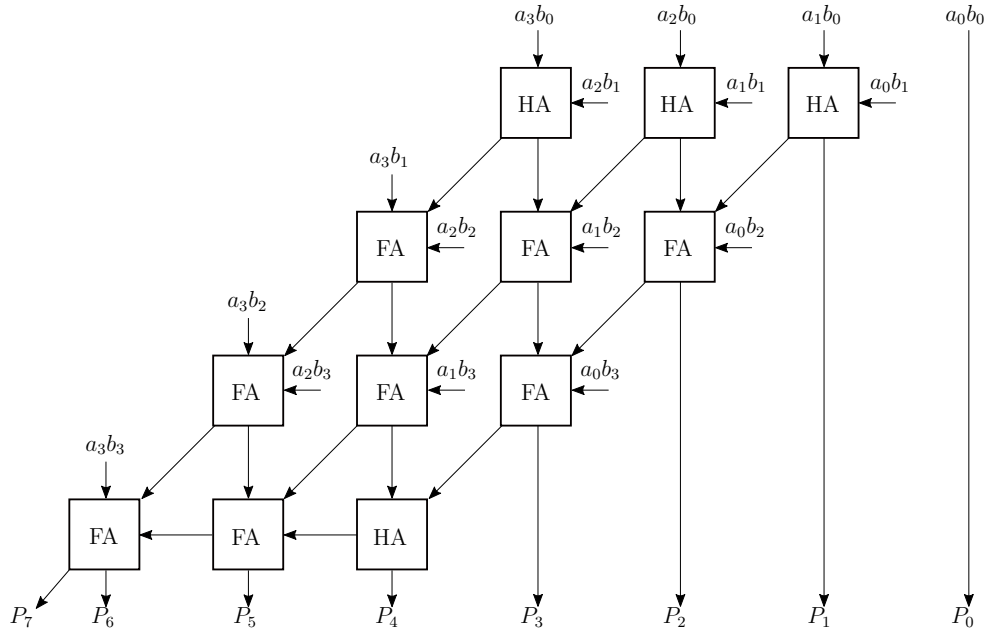 a₃b₀ a₂b₀ a₁b₀ a₀b₀
HA a₂b₁ HA a₁b₁ HA a₀b₁
a₃b₁
FA a₂b₂ FA a₁b₂ FA a₀b₂
a₃b₂
FA a₂b₃ FA a₁b₃ FA a₀b₃
a₃b₃
FA FA HA
P₇ P₆ P₅ P₄ P₃ P₂ P₁ P₀